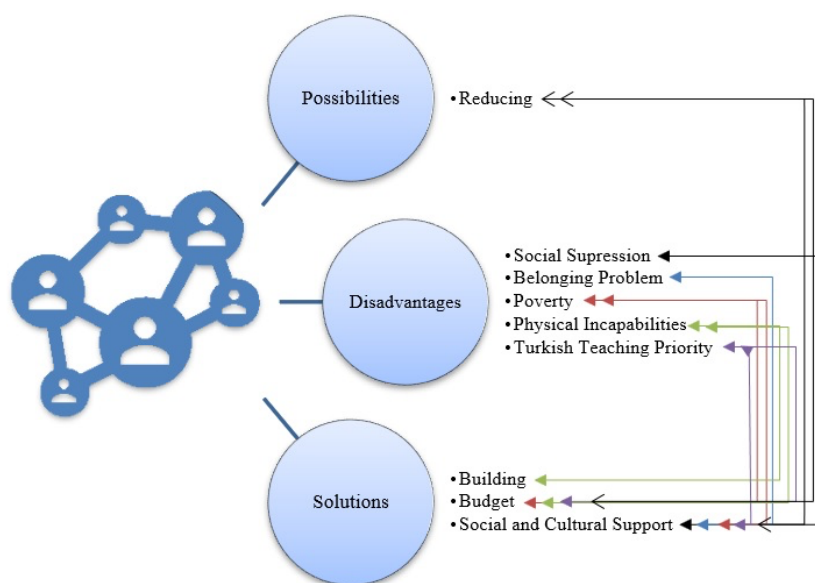 Possibilities
•Reducing
Disadvantages
•Social Supression
•Belonging Problem
•Poverty
•Physical Incapabilities
•Turkish Teaching Priority
Solutions
•Building
•Budget
•Social and Cultural Support